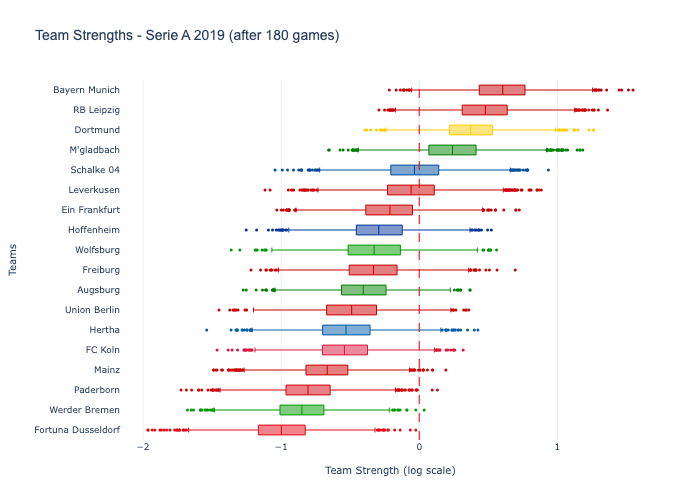 Team Strengths - Serie A 2019 (after 180 games)
Bayern Munich
RB Leipzig
Dortmund
M'gladbach
Schalke 04
Leverkusen
Ein Frankfurt
Hoffenheim
Wolfsburg
Freiburg
Augsburg
Union Berlin
Hertha
FC Koln
Mainz
Paderborn
Werder Bremen
Fortuna Dusseldorf
Teams
−2 −1 0 1
Team Strength (log scale)